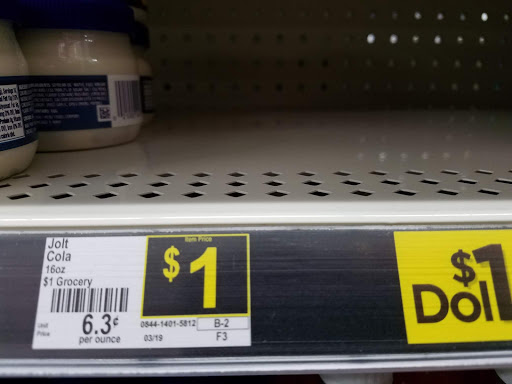 Jolt
Cola
16oz
$1 Grocery
Item Price
$1
Unit
Price
6.3¢
per ounce
0844-1401-5812
B-2
03/19
F3
$1
Doll